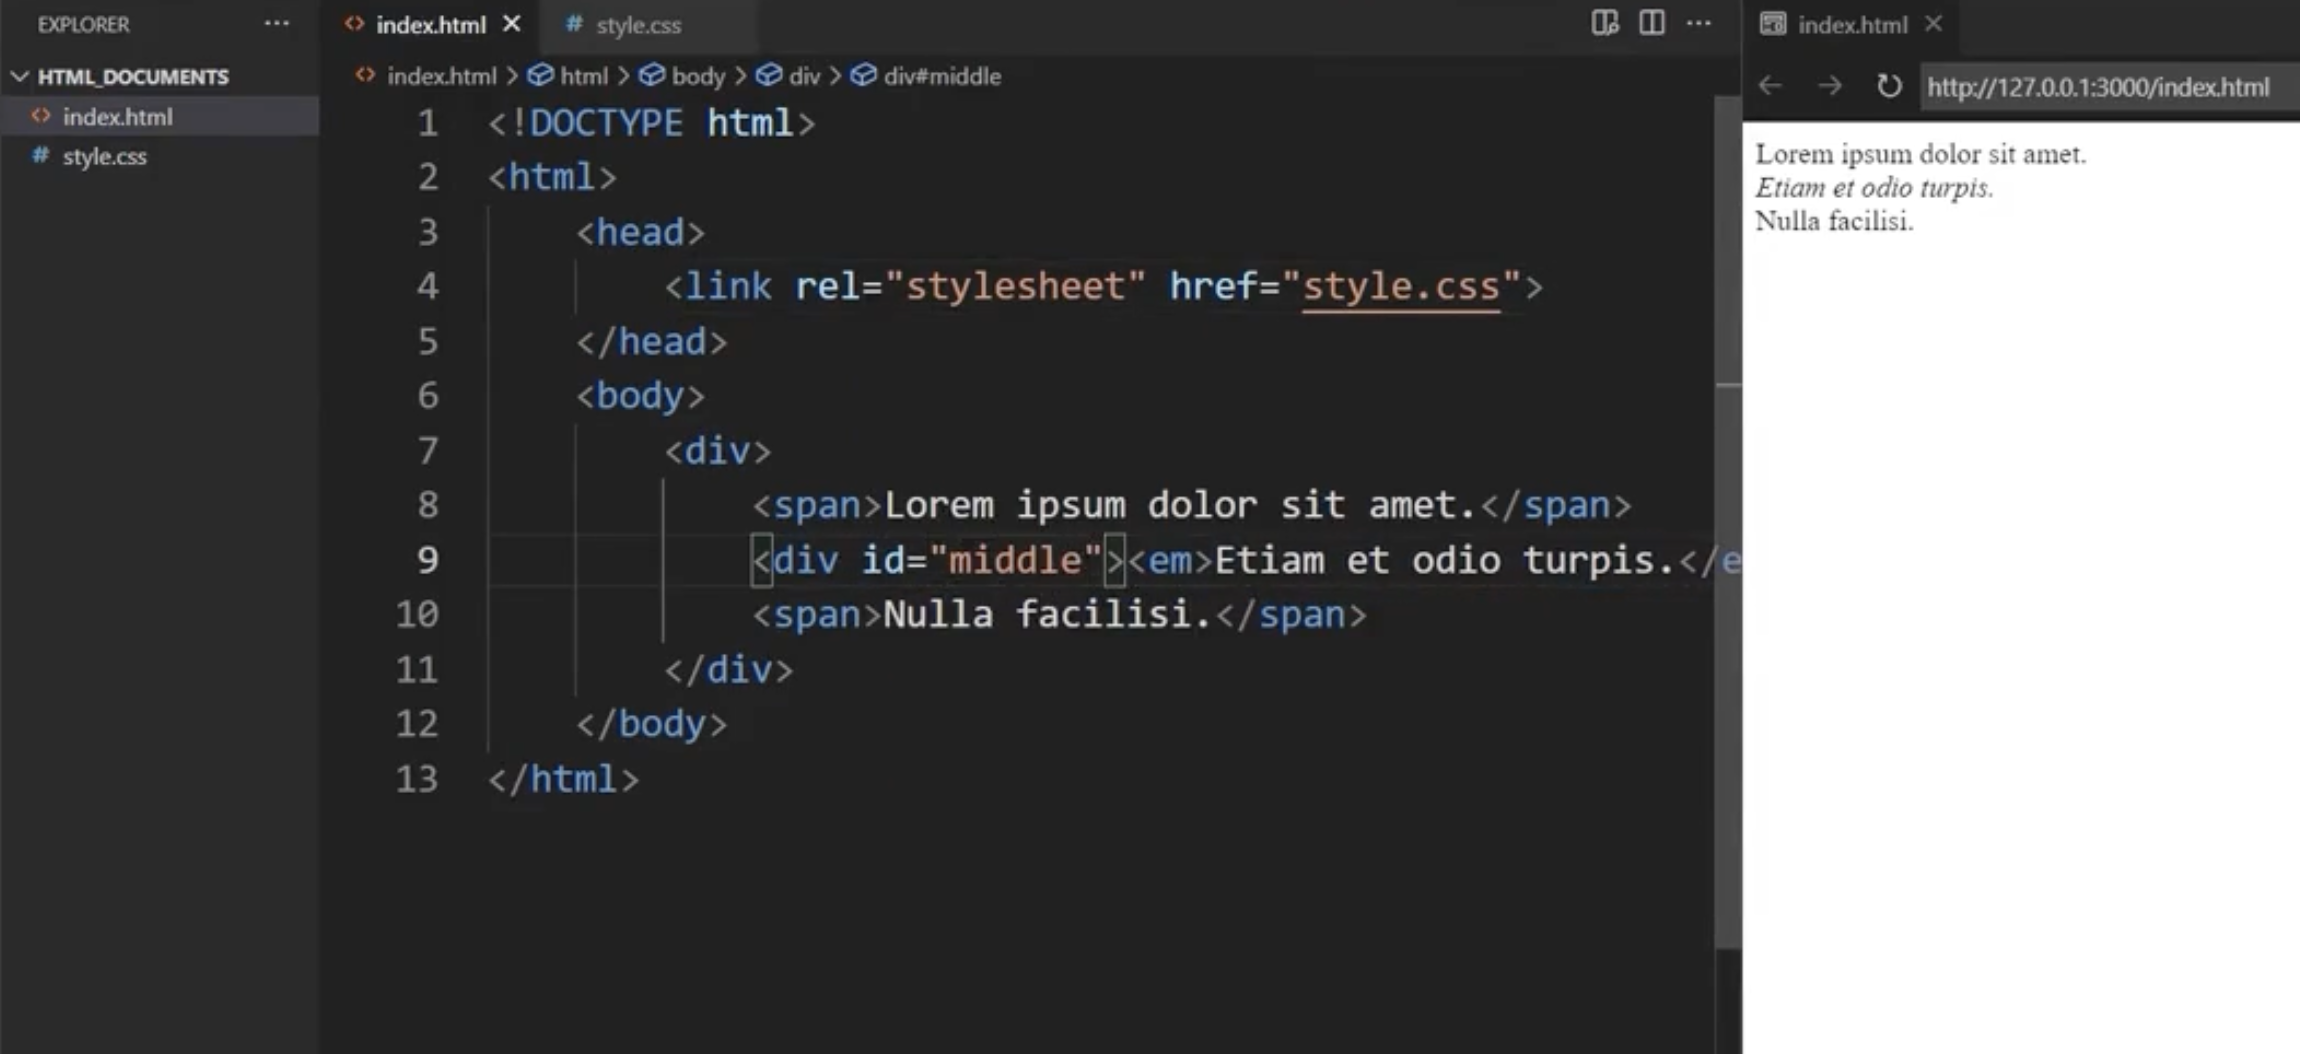 EXPLORER ···
HTML_DOCUMENTS
<> index.html
# style.css
<> index.html × # style.css ···
<> index.html > html > body > div > div#middle
1 <!DOCTYPE html>
2 <html>
3 <head>
4 <link rel="stylesheet" href="style.css">
5 </head>
6 <body>
7 <div>
8 <span>Lorem ipsum dolor sit amet.</span>
9 <div id="middle"><em>Etiam et odio turpis.</e
10 <span>Nulla facilisi.</span>
11 </div>
12 </body>
13 </html>
index.html ×
http://127.0.0.1:3000/index.html
Lorem ipsum dolor sit amet.
Etiam et odio turpis.
Nulla facilisi.